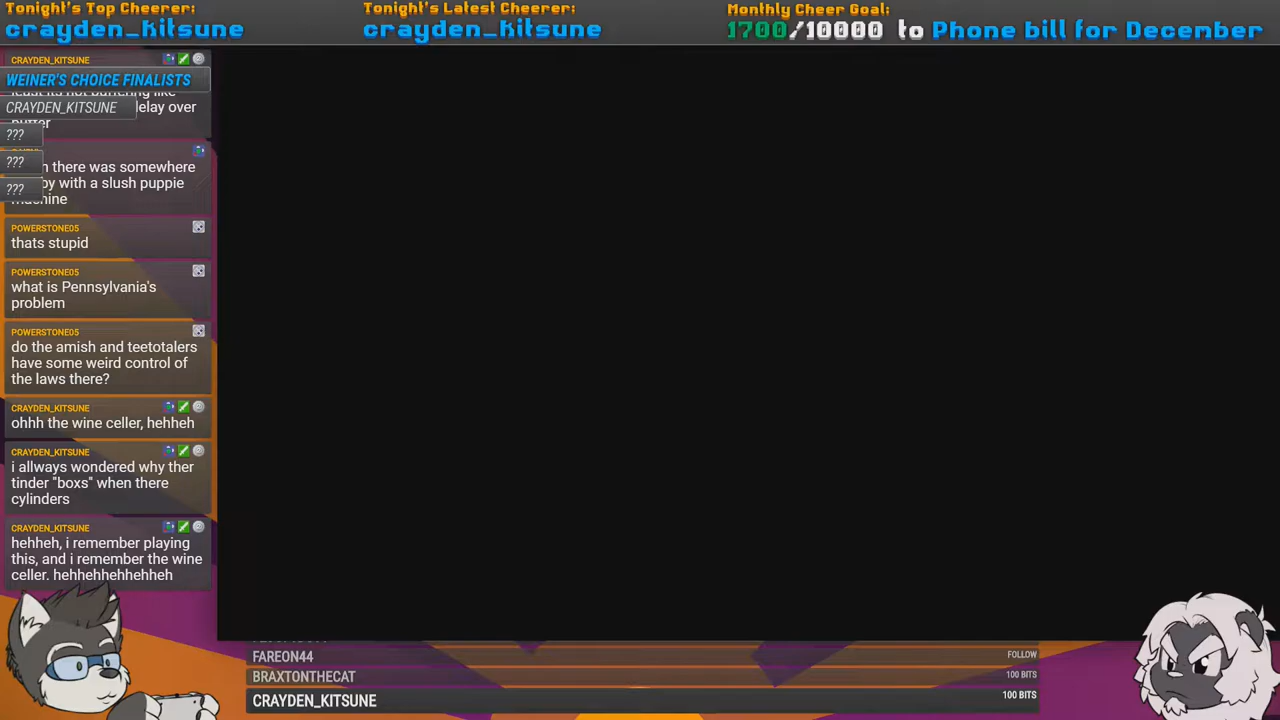 Tonight's Top Cheerer:
crayden_kitsune
Tonight's Latest Cheerer:
crayden_kitsune
Monthly Cheer Goal:
1700/10000 to Phone bill for December
CRAYDEN_KITSUNE
WEINER'S CHOICE FINALISTS
CRAYDEN_KITSUNE
elay over
???
there was somewhere
???
by with a slush puppie
???
POWERSTONE05
thats stupid
POWERSTONE05
what is Pennsylvania's
problem
POWERSTONE05
do the amish and teetotalers
have some weird control of
the laws there?
CRAYDEN_KITSUNE
ohhh the wine celler, hehheh
CRAYDEN_KITSUNE
i allways wondered why ther
tinder "boxs" when there
cylinders
CRAYDEN_KITSUNE
hehheh, i remember playing
this, and i remember the wine
celler. hehhehhehhehheh
FAREON44
FOLLOW
BRAXTONTHECAT
100 BITS
CRAYDEN_KITSUNE
100 BITS